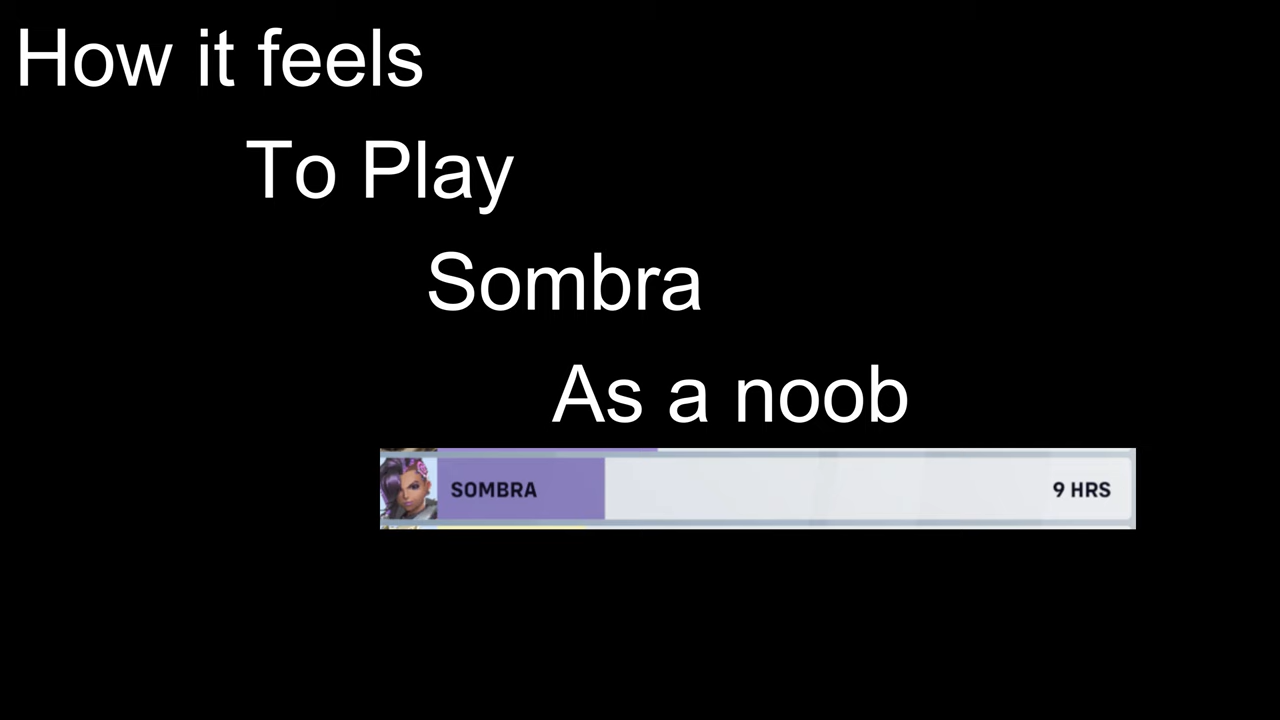 How it feels
To Play
Sombra
As a noob
SOMBRA 9 HRS